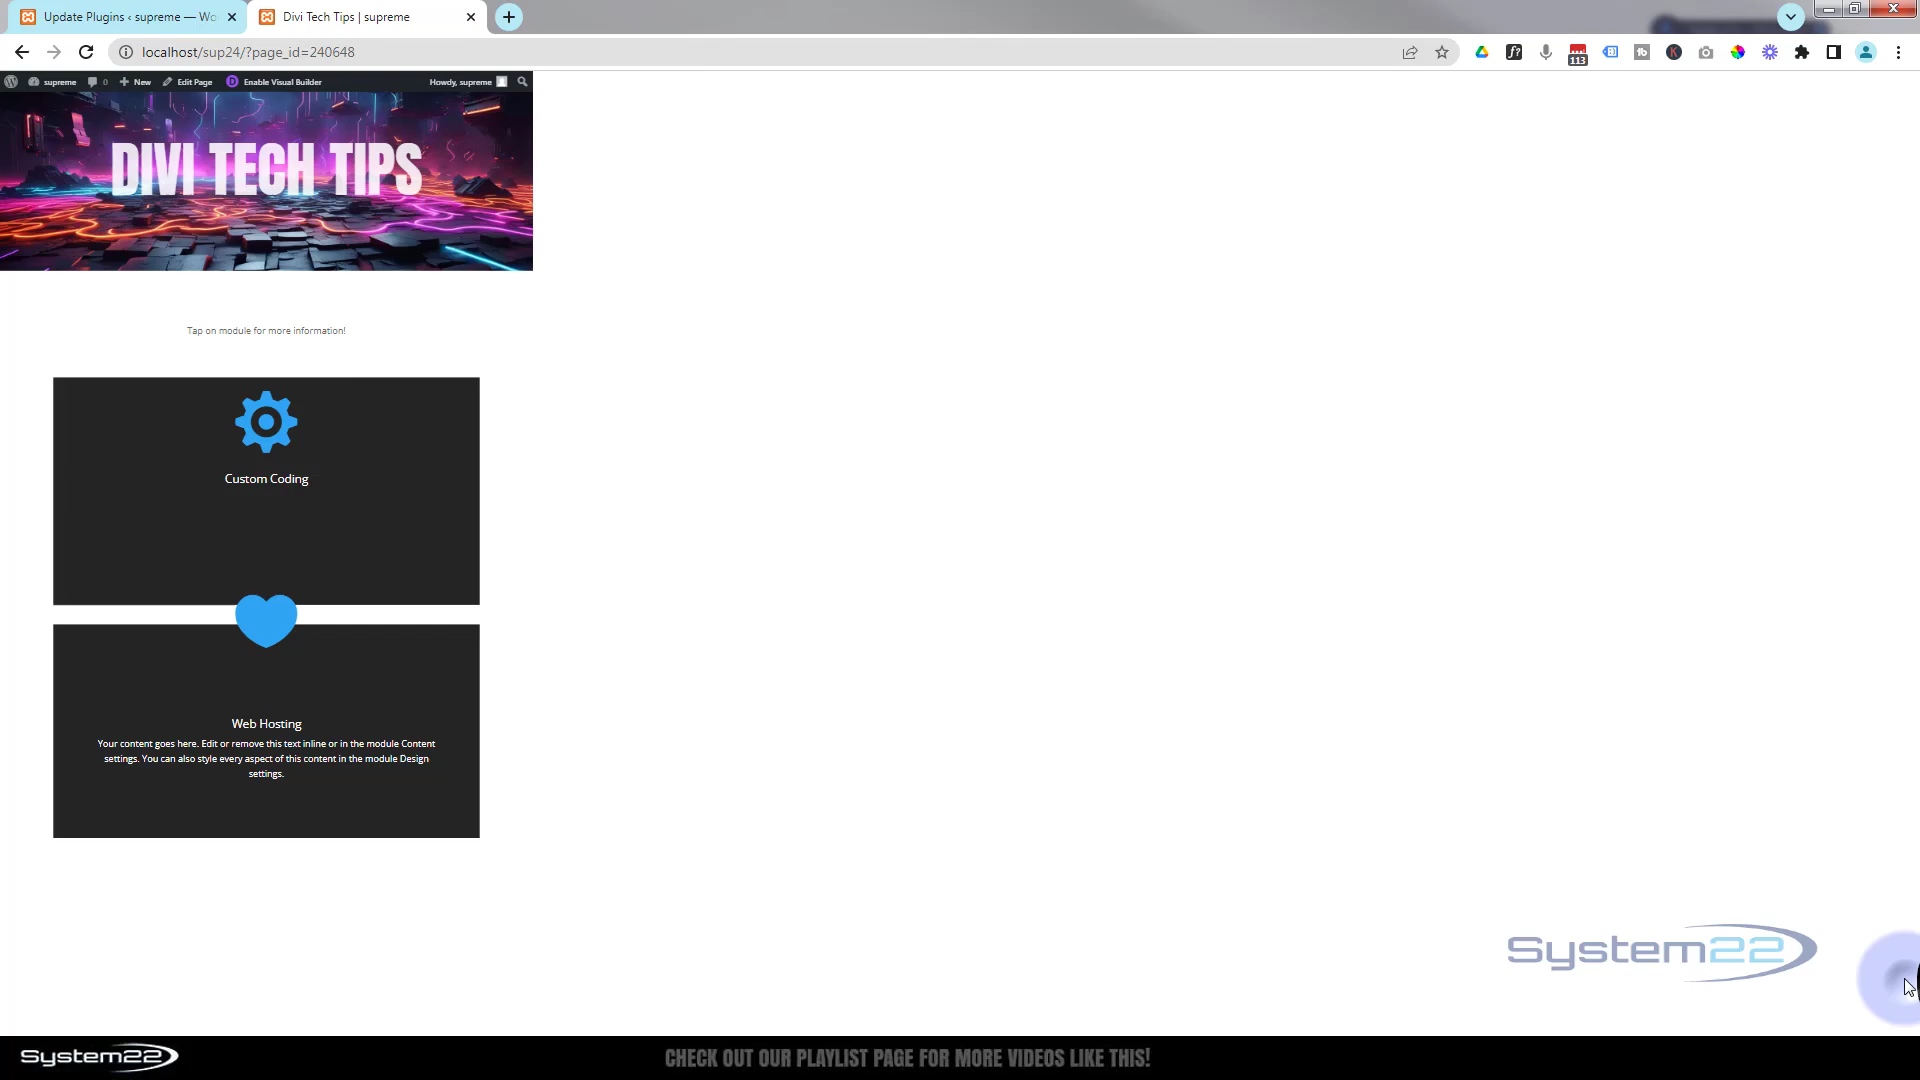 Update Plugins ‹ supreme — Wo
Divi Tech Tips | supreme
localhost/sup24/?page_id=240648
113
supreme 0 New Edit Page D Enable Visual Builder Howdy, supreme
DIVI TECH TIPS
Tap on module for more information!
Custom Coding
Web Hosting
Your content goes here. Edit or remove this text inline or in the module Content
settings. You can also style every aspect of this content in the module Design
settings.
System22
System22
CHECK OUT OUR PLAYLIST PAGE FOR MORE VIDEOS LIKE THIS!